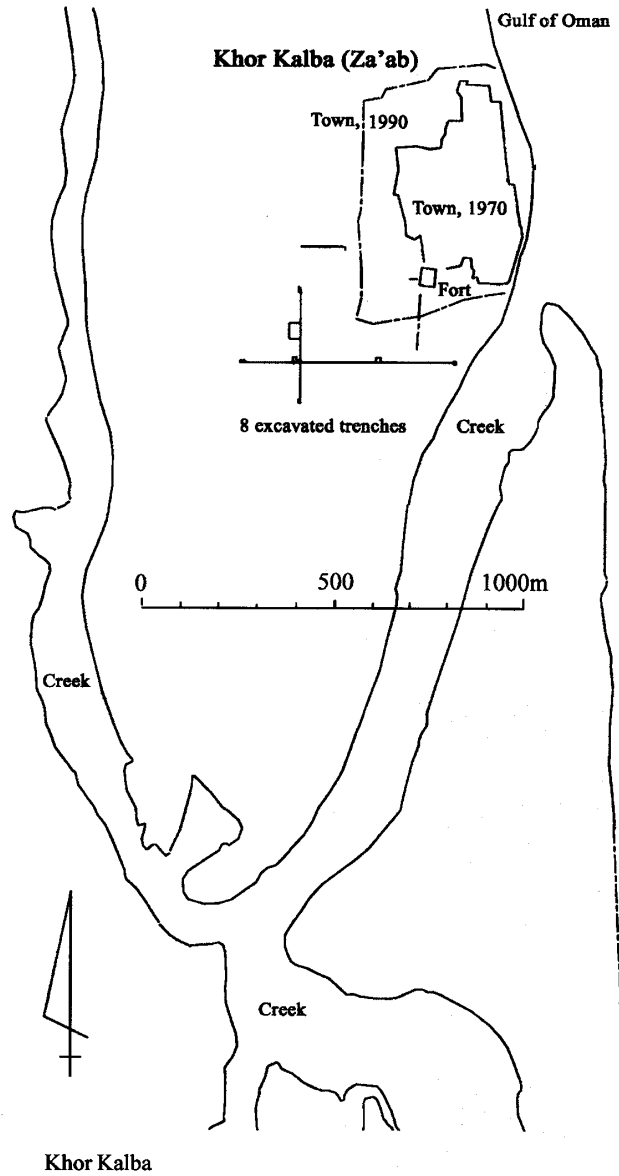 Gulf of Oman
Khor Kalba (Za'ab)
Town, 1990
Town, 1970
Fort
8 excavated trenches
Creek
0 500 1000m
Creek
Creek
Khor Kalba